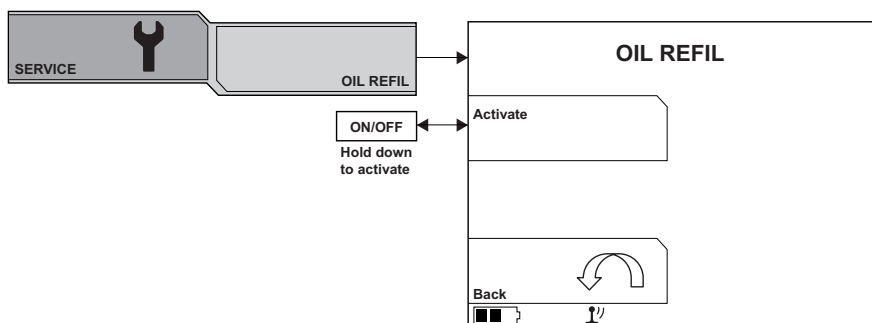 SERVICE
OIL REFIL
OIL REFIL
ON/OFF
Hold down
to activate
Activate
Back